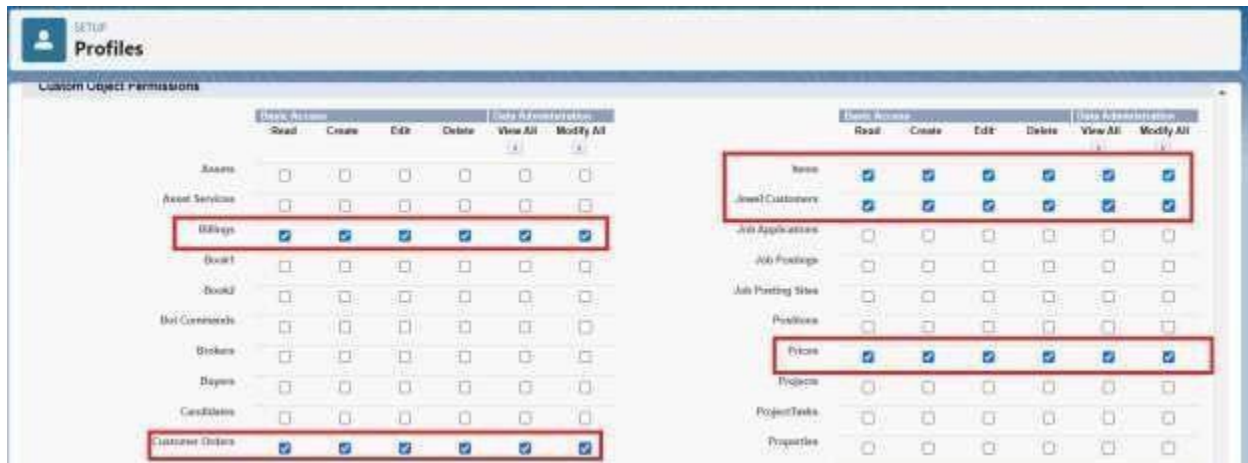 SETUP
Profiles
Custom Object Permissions
Basic Access Data Administration Basic Access Data Administration
Read Create Edit Delete View All Modify All Read Create Edit Delete View All Modify All
Assets Items
Asset Services Jewel Customers
Billings Job Applications
Book1 Job Postings
Book2 Job Posting Sites
Bot Commands Positions
Brokers Prices
Buyers Projects
Candidates ProjectTasks
Customer Orders Properties